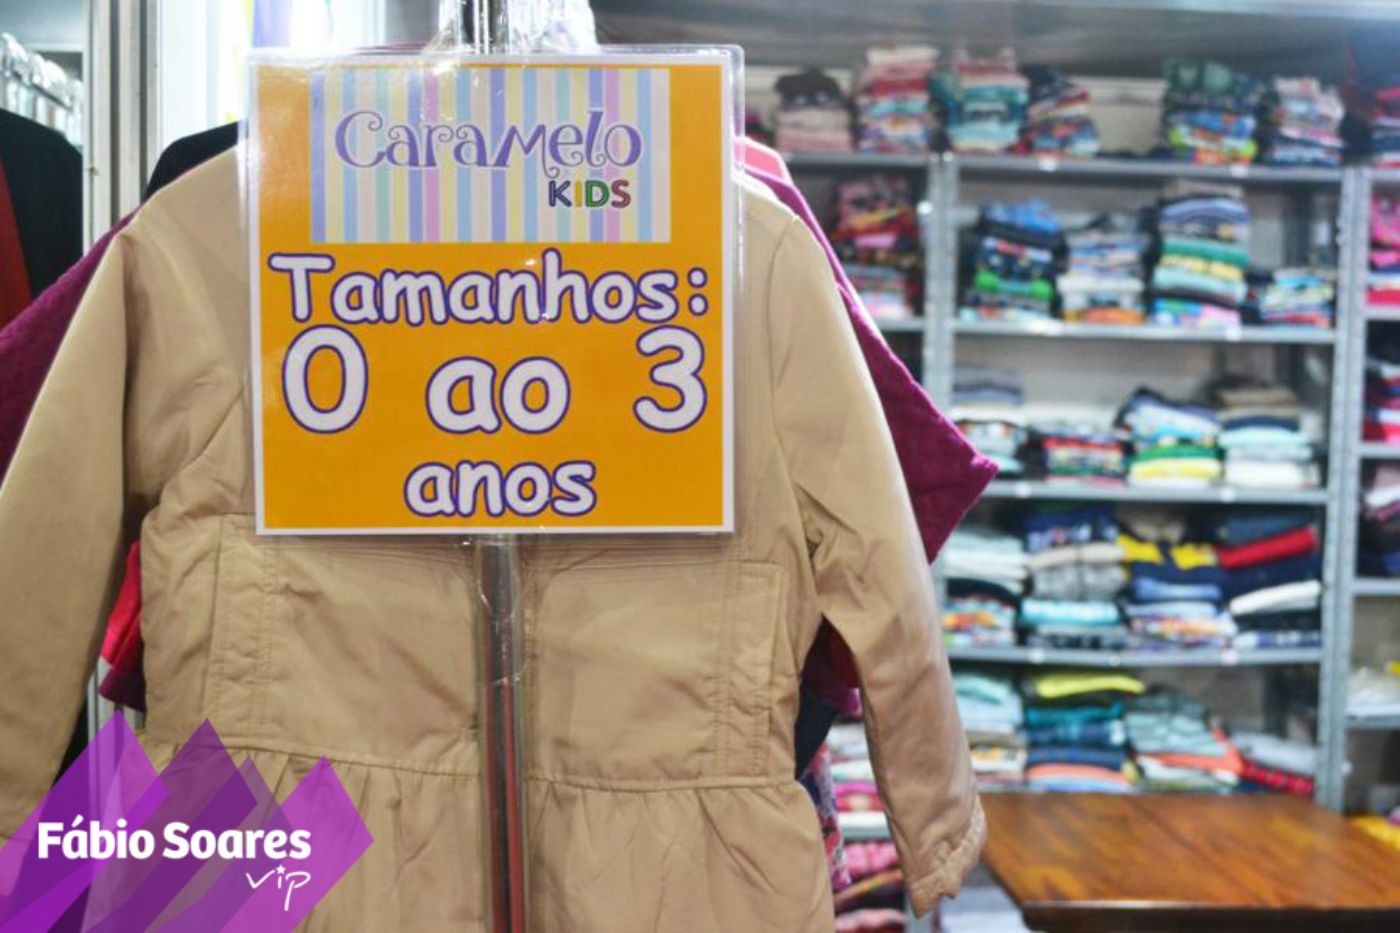 Caramelo
KIDS
Tamanhos:
0 ao 3
anos
Fábio Soares
vip